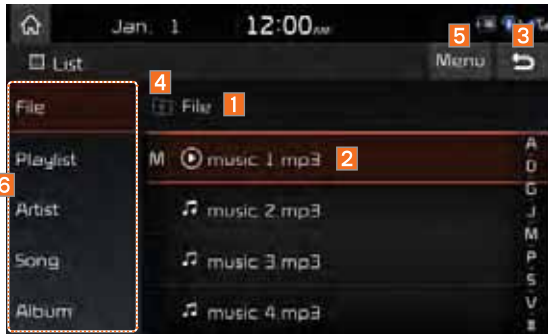 Jan. 1 12:00AM
List
5
Menu
3
4
File 1
6
File
Playlist
Artist
Song
Album
M music 1 mp3 2
music 2 mp3
music 3 mp3
music 4 mp3
A
D
G
J
M
P
S
V